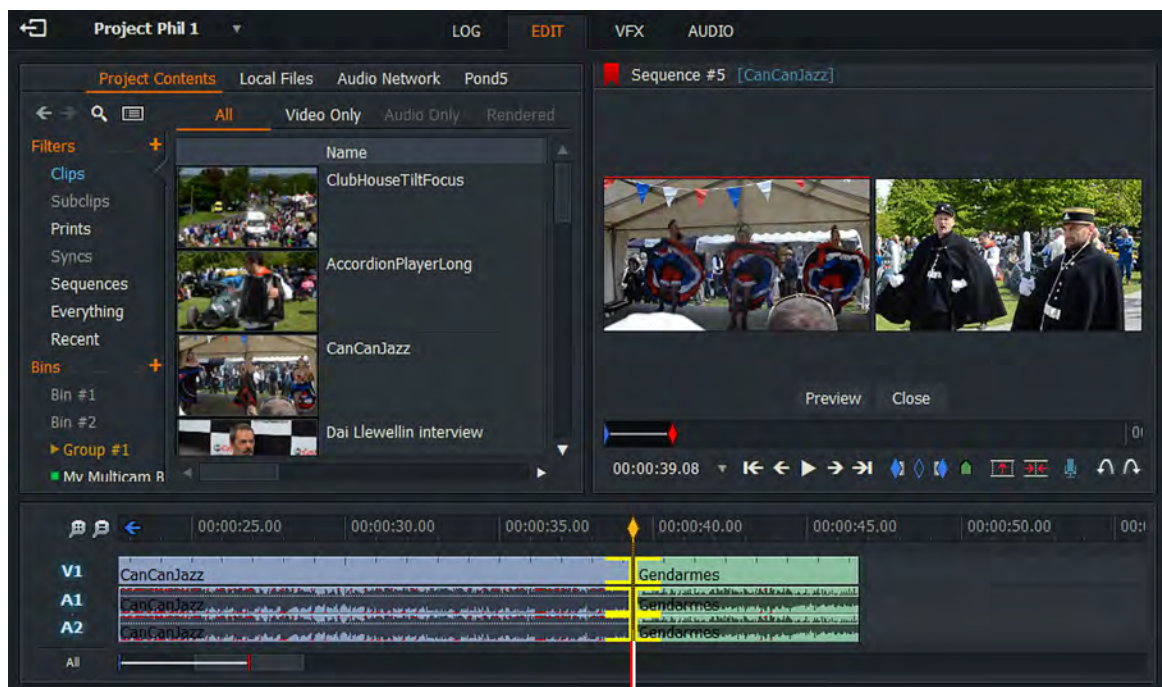 Project Phil 1
LOG EDIT VFX AUDIO
Project Contents Local Files Audio Network Pond5
All Video Only Audio Only Rendered
Filters +
Clips
Subclips
Prints
Syncs
Sequences
Everything
Recent
Bins +
Bin #1
Bin #2
Group #1
My Multicam B
Name
ClubHouseTiltFocus
AccordionPlayerLong
CanCanJazz
Dai Llewellin interview
Sequence #5 [CanCanJazz]
Preview Close
00:00:39.08
00:00:25.00 00:00:30.00 00:00:35.00 00:00:40.00 00:00:45.00 00:00:50.00 00:
V1 CanCanJazz Gendarmes
A1 CanCanJazz Gendarmes
A2 CanCanJazz Gendarmes
All